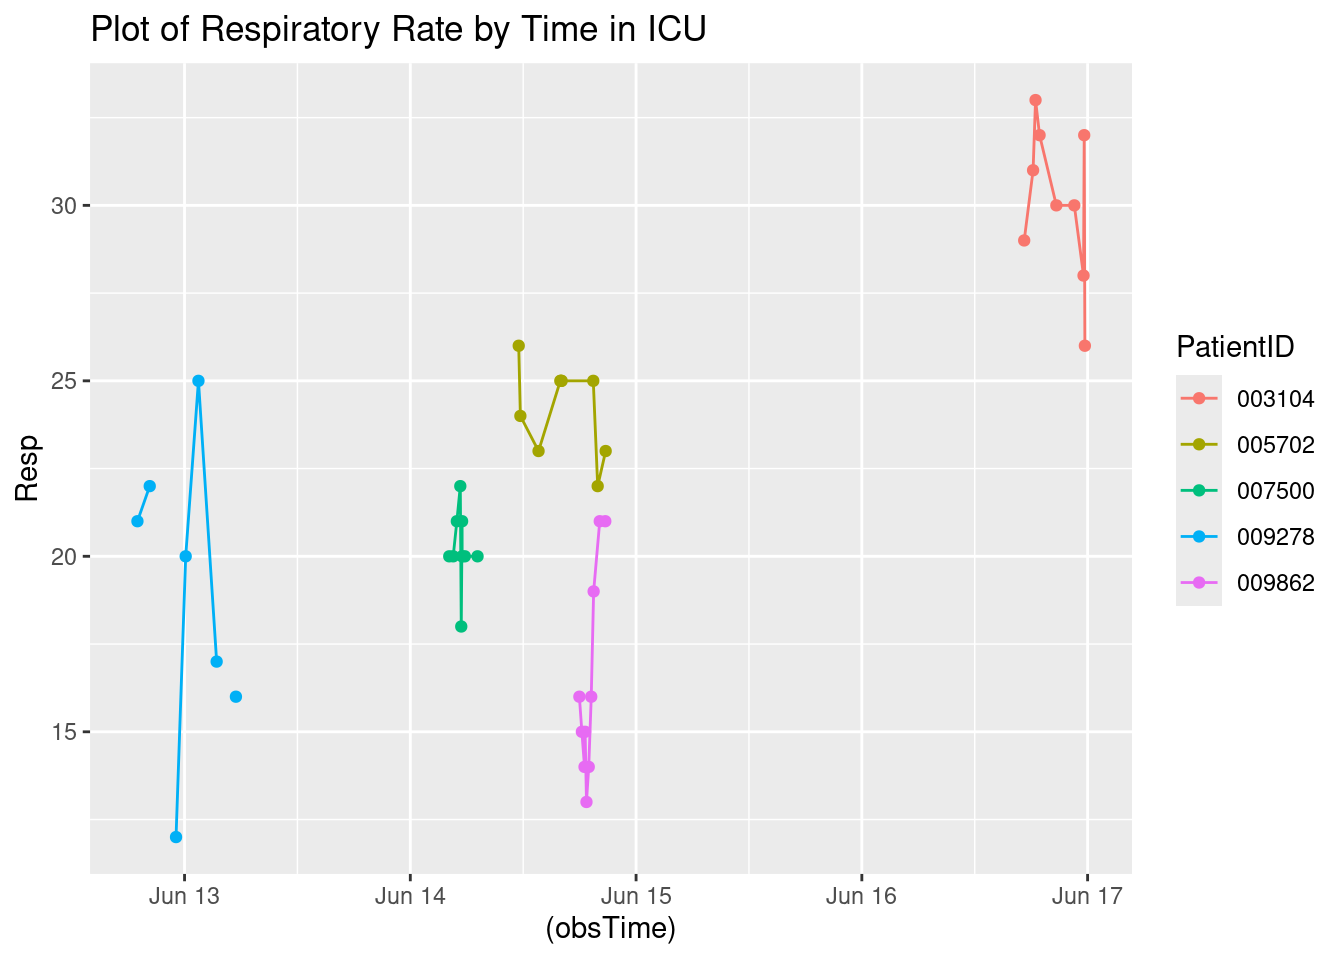 Plot of Respiratory Rate by Time in ICU
Resp
30
25
20
15
Jun 13
Jun 14
Jun 15
Jun 16
Jun 17
(obsTime)
PatientID
003104
005702
007500
009278
009862